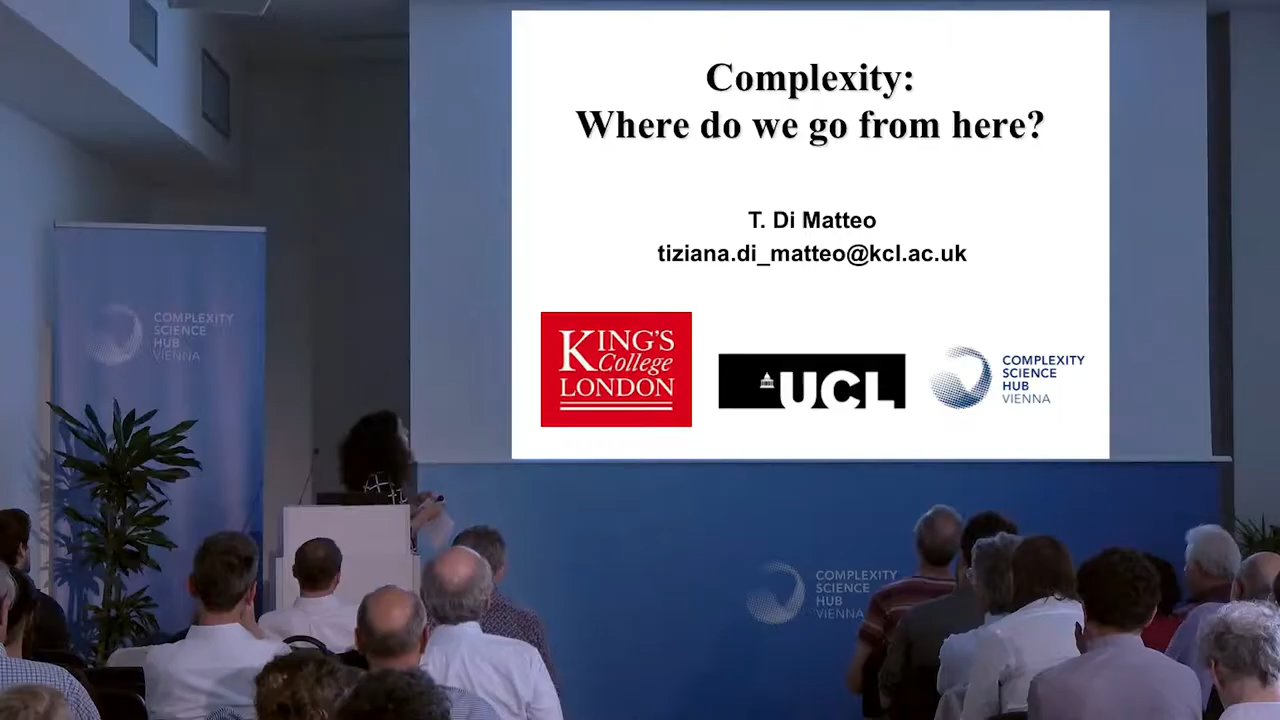 Complexity:
Where do we go from here?
T. Di Matteo
tiziana.di_matteo@kcl.ac.uk
KING'S
College
LONDON
UCL
COMPLEXITY
SCIENCE
HUB
VIENNA
COMPLEXITY
SCIENCE
HUB
VIENNA
COMPLEXITY
SCIENCE
HUB
VIENNA